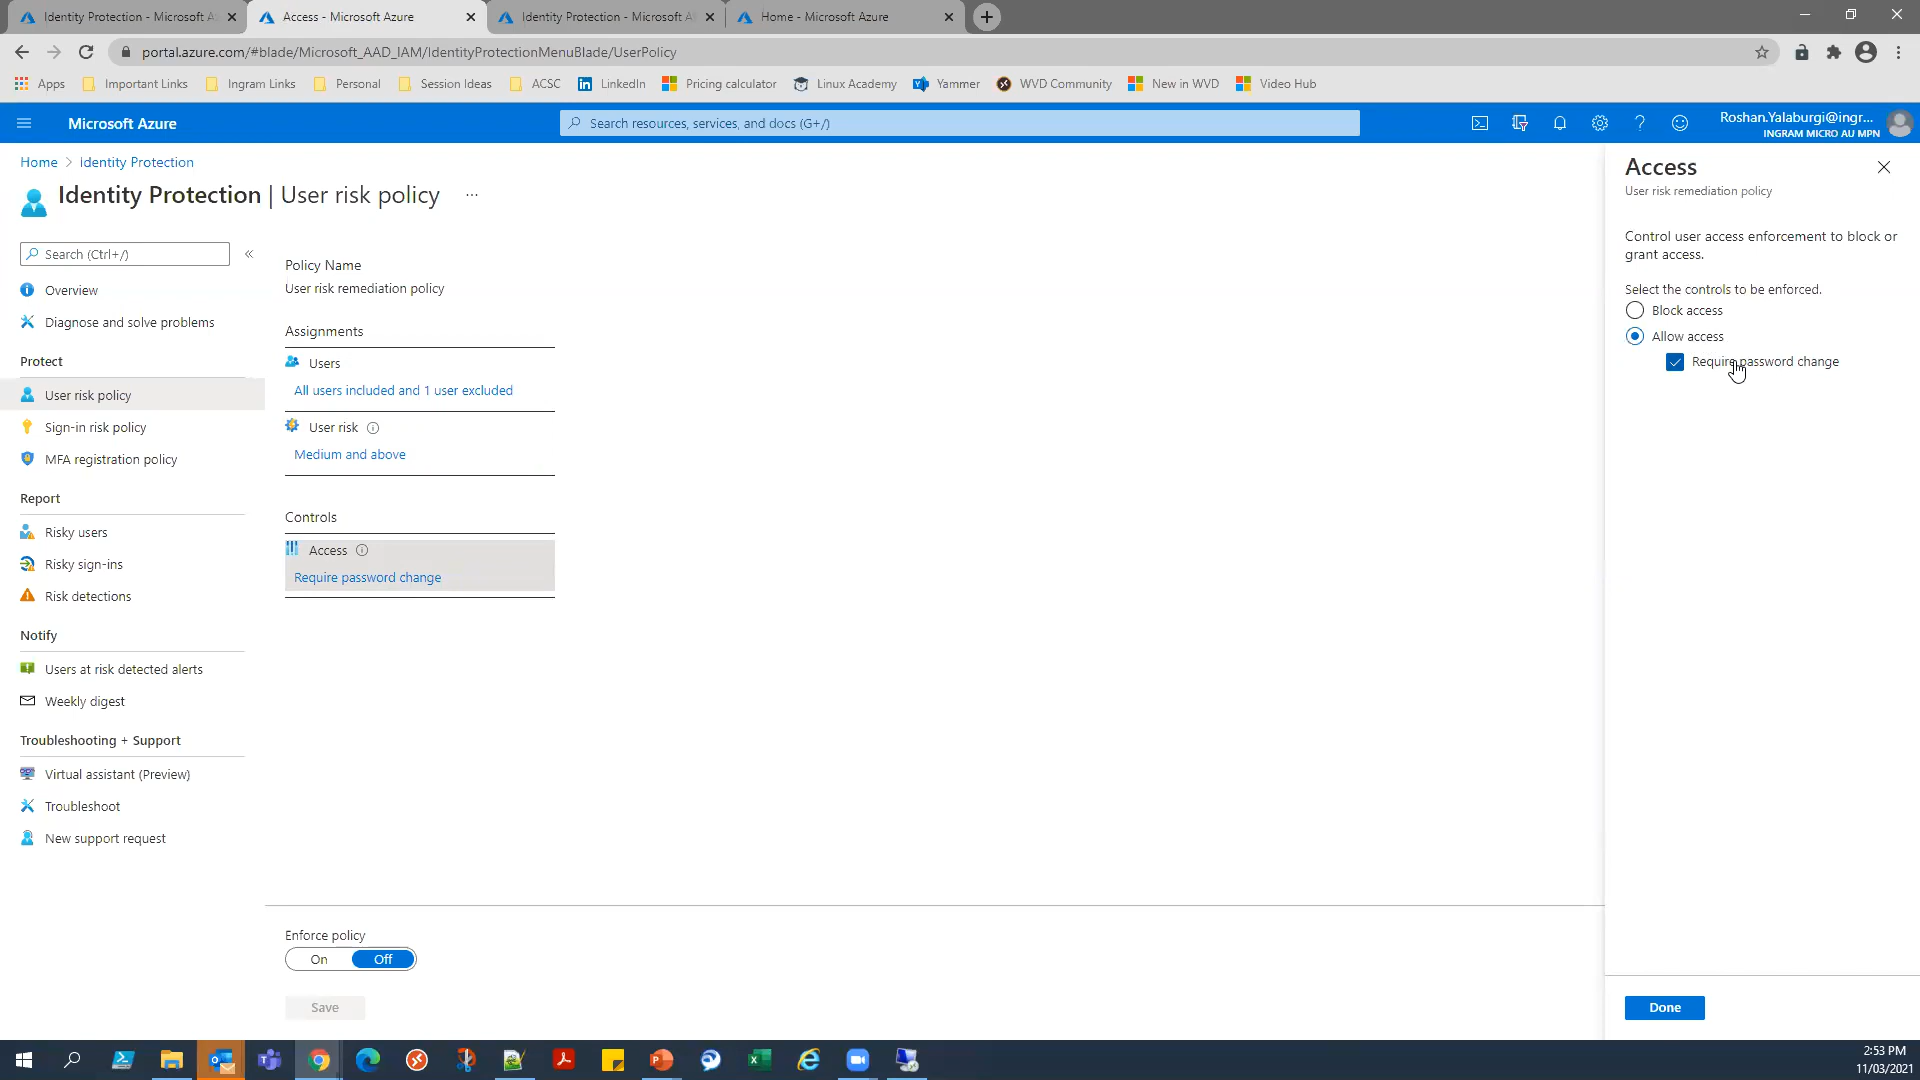 Identity Protection - Microsoft A
Access - Microsoft Azure
Identity Protection - Microsoft A
Home - Microsoft Azure
portal.azure.com/#blade/Microsoft_AAD_IAM/IdentityProtectionMenuBlade/UserPolicy
Apps
Important Links
Ingram Links
Personal
Session Ideas
ACSC
LinkedIn
Pricing calculator
Linux Academy
Yammer
WVD Community
New in WVD
Video Hub
Microsoft Azure
Search resources, services, and docs (G+/)
Roshan.Yalaburgi@ingr...
INGRAM MICRO AU MPN
Home > Identity Protection
Identity Protection | User risk policy
...
Search (Ctrl+/)
«
Overview
Diagnose and solve problems
Protect
User risk policy
Sign-in risk policy
MFA registration policy
Report
Risky users
Risky sign-ins
Risk detections
Notify
Users at risk detected alerts
Weekly digest
Troubleshooting + Support
Virtual assistant (Preview)
Troubleshoot
New support request
Policy Name
User risk remediation policy
Assignments
Users
All users included and 1 user excluded
User risk
Medium and above
Controls
Access
Require password change
Enforce policy
On
Off
Save
Access
User risk remediation policy
Control user access enforcement to block or
grant access.
Select the controls to be enforced.
Block access
Allow access
Require password change
Done
2:53 PM
11/03/2021